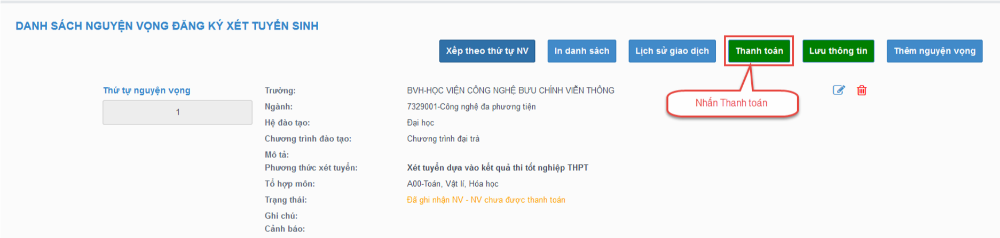 DANH SÁCH NGUYỆN VỌNG ĐĂNG KÝ XÉT TUYỂN SINH
Xếp theo thứ tự NV
In danh sách
Lịch sử giao dịch
Thanh toán
Lưu thông tin
Thêm nguyện vọng
Nhấn Thanh toán
Thứ tự nguyện vọng
1
Trường: BVH-HỌC VIỆN CÔNG NGHỆ BƯU CHÍNH VIỄN THÔNG
Ngành: 7329001-Công nghệ đa phương tiện
Hệ đào tạo: Đại học
Chương trình đào tạo: Chương trình đại trà
Mô tả:
Phương thức xét tuyển: Xét tuyển dựa vào kết quả thi tốt nghiệp THPT
Tổ hợp môn: A00-Toán, Vật lí, Hóa học
Trạng thái: Đã ghi nhận NV - NV chưa được thanh toán
Ghi chú:
Cảnh báo: